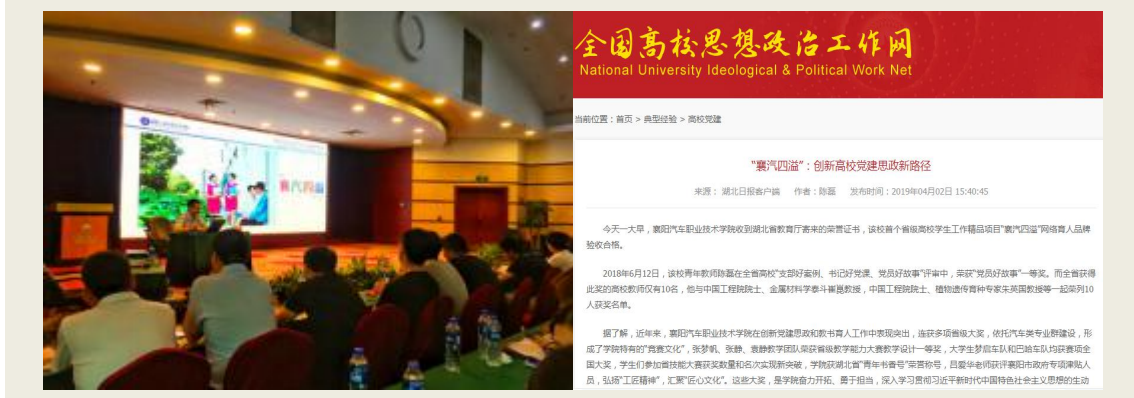 襄汽四溢
全国高校思想政治工作网
National University Ideological & Political Work Net
当前位置：首页 > 典型经验 > 高校党建
“襄汽四溢”：创新高校党建思政新路径
来源： 湖北日报客户端 作者：陈磊 发布时间：2019年04月02日 15:40:45
今天一大早，襄阳汽车职业技术学院收到湖北省教育厅寄来的荣誉证书，该校首个省级高校学生工作精品项目“襄汽四溢”网络育人品牌
验收合格。
2018年6月12日，该校青年教师陈磊在全省高校“支部好案例、书记好党课、党员好故事”评审中，荣获“党员好故事”一等奖。而全省获得
此奖的高校教师仅有10名，他与中国工程院院士、金属材料学泰斗崔崑教授，中国工程院院士、植物遗传育种专家朱英国教授等一起荣列10
人获奖名单。
据了解，近年来，襄阳汽车职业技术学院在创新党建思政和教书育人工作中表现突出，连获多项省级大奖，依托汽车类专业群建设，形
成了学院特有的“竞赛文化”，张梦帆、张静、袁静教学团队荣获省级教学能力大赛教学设计一等奖，大学生梦启车队和巴哈车队均获赛项全
国大奖，学生们参加省技能大赛获奖数量和名次实现新突破，学院获湖北省“青年书香号”荣誉称号，吕爱华老师获评襄阳市政府专项津贴人
员，弘扬“工匠精神”，汇聚“匠心文化”。这些大奖，是学院奋力开拓、勇于担当，深入学习贯彻习近平新时代中国特色社会主义思想的生动